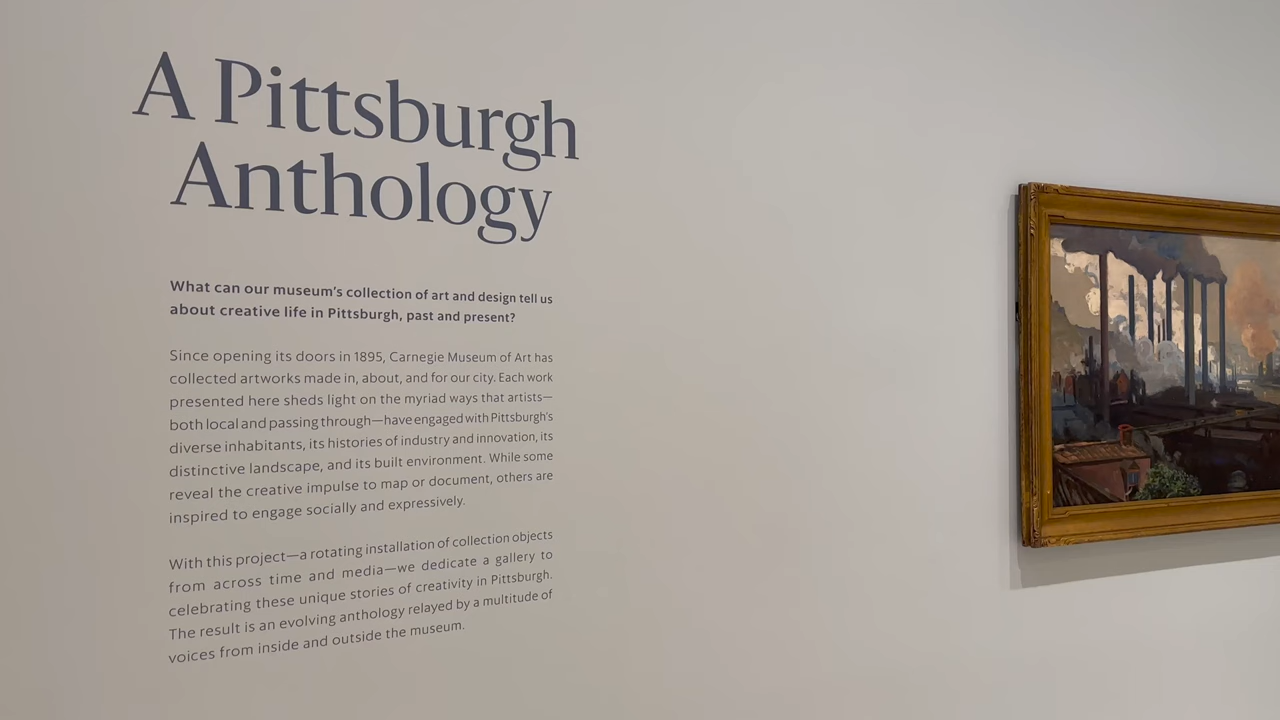 A Pittsburgh
Anthology
What can our museum’s collection of art and design tell us
about creative life in Pittsburgh, past and present?
Since opening its doors in 1895, Carnegie Museum of Art has
collected artworks made in, about, and for our city. Each work
presented here sheds light on the myriad ways that artists—
both local and passing through—have engaged with Pittsburgh’s
diverse inhabitants, its histories of industry and innovation, its
distinctive landscape, and its built environment. While some
reveal the creative impulse to map or document, others are
inspired to engage socially and expressively.
With this project—a rotating installation of collection objects
from across time and media—we dedicate a gallery to
celebrating these unique stories of creativity in Pittsburgh.
The result is an evolving anthology relayed by a multitude of
voices from inside and outside the museum.